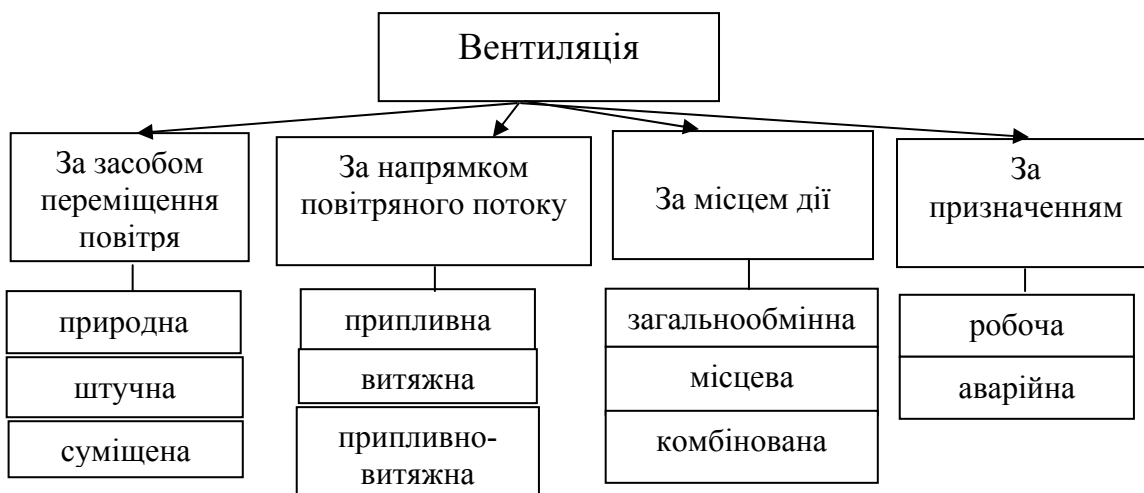 Вентиляція
За засобом
переміщення
повітря
За напрямком
повітряного потоку
За місцем дії
За
призначенням
природна
штучна
суміщена
припливна
витяжна
припливно-
витяжна
загальнообмінна
місцева
комбінована
робоча
аварійна